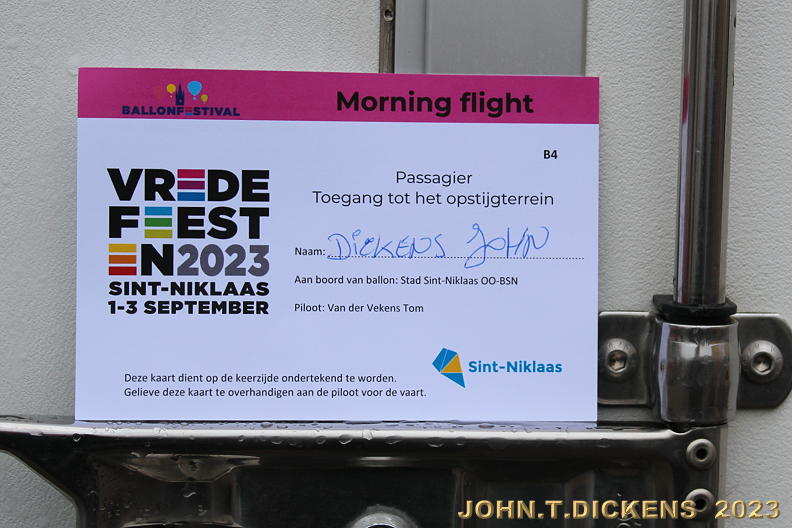 BALLONFESTIVAL
Morning flight
B4
VREDE
FEEST
EN2023
SINT-NIKLAAS
1-3 SEPTEMBER
Passagier
Toegang tot het opstijgterrein
Naam: DICKENS JOHN
Aan boord van ballon: Stad Sint-Niklaas OO-BSN
Piloot: Van der Vekens Tom
Sint-Niklaas
Deze kaart dient op de keerzijde ondertekend te worden.
Gelieve deze kaart te overhandigen aan de piloot voor de vaart.
JOHN.T.DICKENS 2023